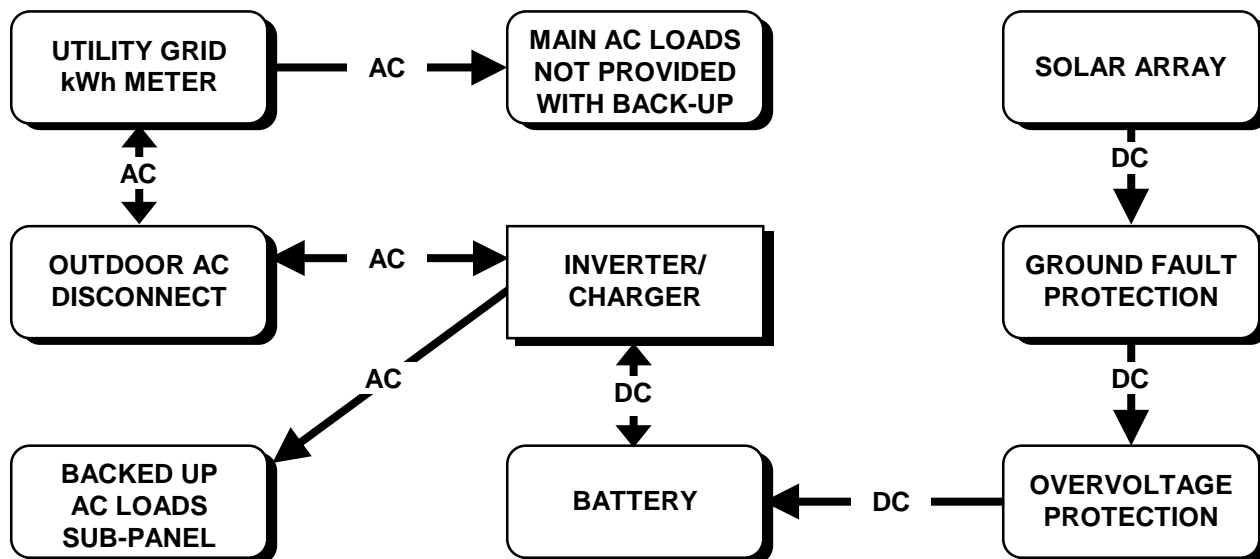 UTILITY GRID
kWh METER
AC
MAIN AC LOADS
NOT PROVIDED
WITH BACK-UP
SOLAR ARRAY
AC
DC
OUTDOOR AC
DISCONNECT
AC
INVERTER/
CHARGER
GROUND FAULT
PROTECTION
AC
DC
DC
BACKED UP
AC LOADS
SUB-PANEL
BATTERY
DC
OVERVOLTAGE
PROTECTION